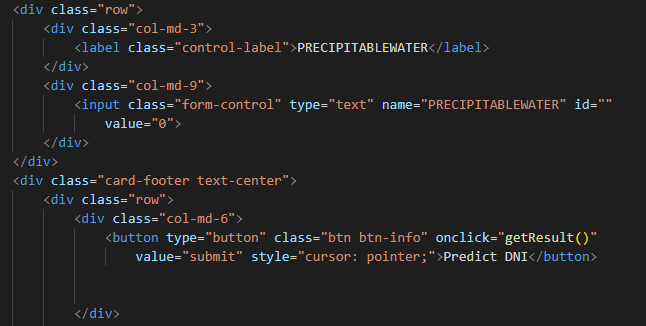 <div class="row">
<div class="col-md-3">
<label class="control-label">PRECIPITABLEWATER</label>
</div>
<div class="col-md-9">
<input class="form-control" type="text" name="PRECIPITABLEWATER" id=""
value="0">
</div>
</div>
<div class="card-footer text-center">
<div class="row">
<div class="col-md-6">
<button type="button" class="btn btn-info" onclick="getResult()"
value="submit" style="cursor: pointer;">Predict DNI</button>
</div>